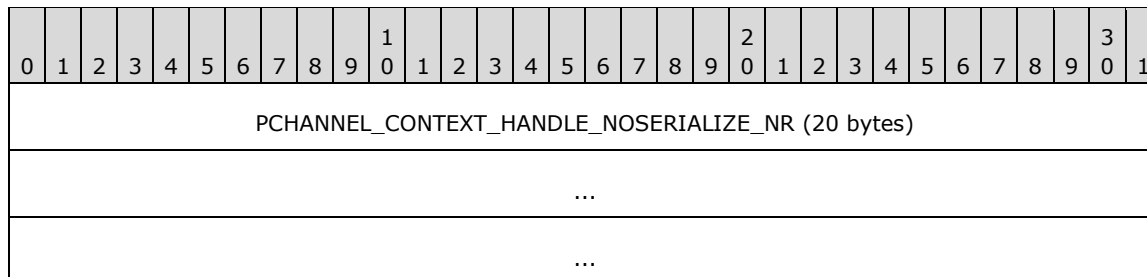 1 2 3
0 1 2 3 4 5 6 7 8 9 0 1 2 3 4 5 6 7 8 9 0 1 2 3 4 5 6 7 8 9 0 1
PCHANNEL_CONTEXT_HANDLE_NOSERIALIZE_NR (20 bytes)
...
...